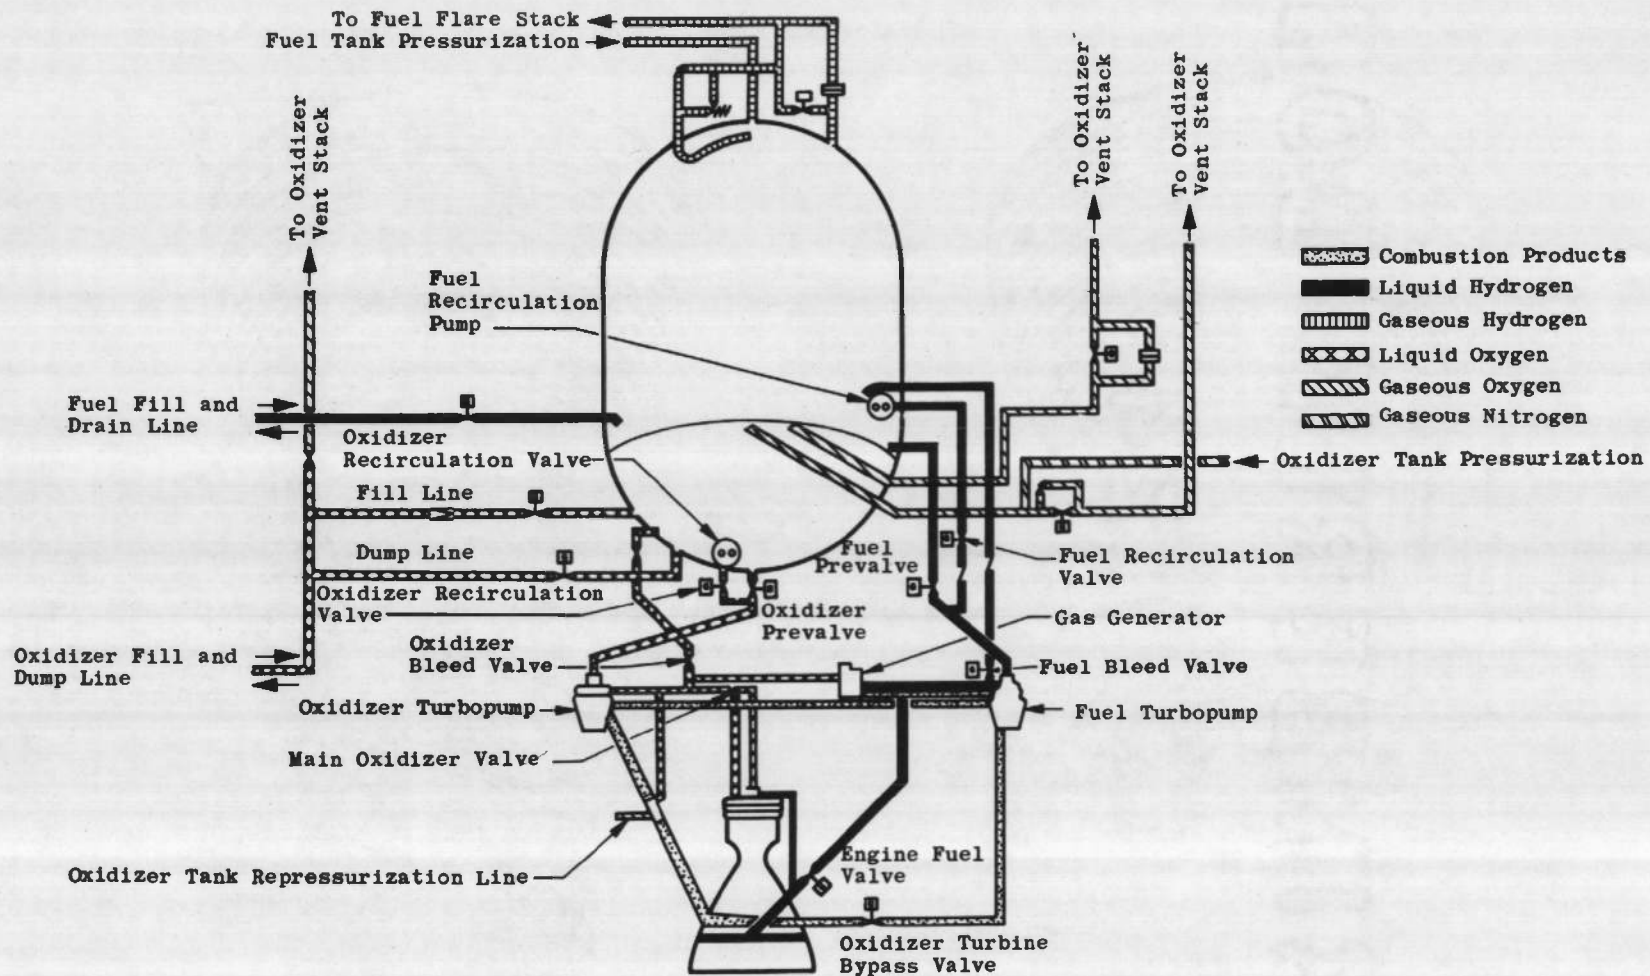 To Fuel Flare Stack
Fuel Tank Pressurization
To Oxidizer
Vent Stack
To Oxidizer
Vent Stack
To Oxidizer
Vent Stack
Combustion Products
Liquid Hydrogen
Gaseous Hydrogen
Liquid Oxygen
Gaseous Oxygen
Gaseous Nitrogen
Fuel
Recirculation
Pump
Fuel Fill and
Drain Line
Oxidizer
Recirculation Valve
Oxidizer Tank Pressurization
Fill Line
Dump Line
Fuel
Prevalve
Fuel Recirculation
Valve
Oxidizer Recirculation
Valve
Oxidizer
Prevalve
Gas Generator
Oxidizer
Bleed Valve
Oxidizer Fill and
Dump Line
Fuel Bleed Valve
Oxidizer Turbopump
Fuel Turbopump
Main Oxidizer Valve
Engine Fuel
Valve
Oxidizer Tank Repressurization Line
Oxidizer Turbine
Bypass Valve